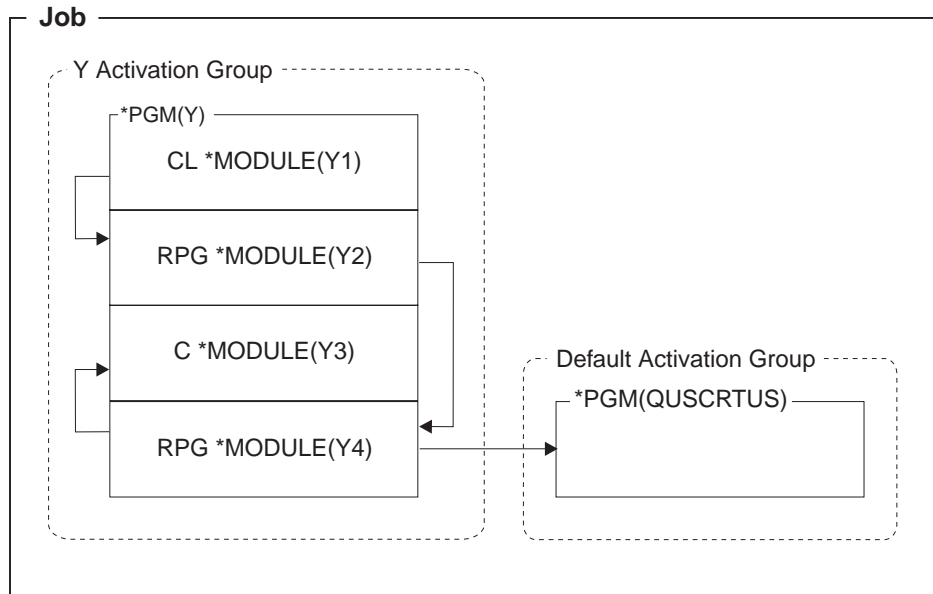 Job
Y Activation Group
*PGM(Y)
CL *MODULE(Y1)
RPG *MODULE(Y2)
C *MODULE(Y3)
RPG *MODULE(Y4)
Default Activation Group
*PGM(QUSCRTUS)